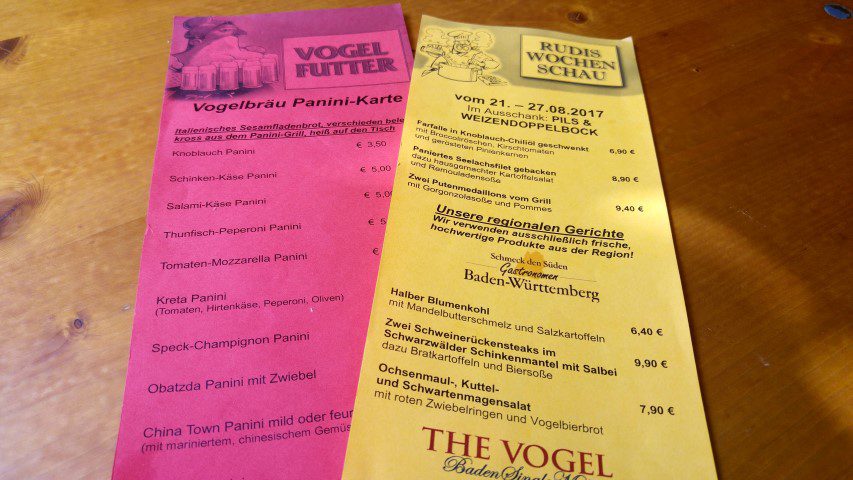 VOGEL
FUTTER
Vogelbräu Panini-Karte
Italienisches Sesamfladenbrot, verschieden
kross aus dem Panini-Grill, heiß auf den Tisch
Knoblauch Panini € 3,50
Schinken-Käse Panini € 5,00
Salami-Käse Panini € 5,00
Thunfisch-Peperoni Panini € 5
Tomaten-Mozzarella Panini €
Kreta Panini
(Tomaten, Hirtenkäse, Peperoni, Oliven)
Speck-Champignon Panini
Obatzda Panini mit Zwiebel
China Town Panini mild oder
(mit mariniertem, chinesischem
RUDIS
WOCHEN
SCHAU
vom 21. – 27.08.2017
Im Ausschank: PILS &
WEIZENDOPPELBOCK
Farfalle in Knoblauch-Chiliöl geschwenkt
mit Broccoliröschen, Kirschtomaten 6,90 €
und gerösteten Pinienkernen
Paniertes Seelachsfilet gebacken
dazu hausgemachter Kartoffelsalat 8,90 €
und Remouladensoße
Zwei Putenmedaillons vom Grill
mit Gorgonzolasoße und Pommes 9,40 €
Unsere regionalen Gerichte
Wir verwenden ausschließlich frische,
hochwertige Produkte aus der Region!
Schmeck den Süden
Gastronomen
Baden-Württemberg
Halber Blumenkohl
mit Mandelbutterschmelz und Salzkartoffeln 6,40 €
Zwei Schweinerückensteaks im
Schwarzwälder Schinkenmantel mit Salbei 9,90 €
dazu Bratkartoffeln und Biersoße
Ochsenmaul-, Kuttel-
und Schwartenmagensalat 7,90 €
mit roten Zwiebelringen und Vogelbierbrot
THE VOGEL